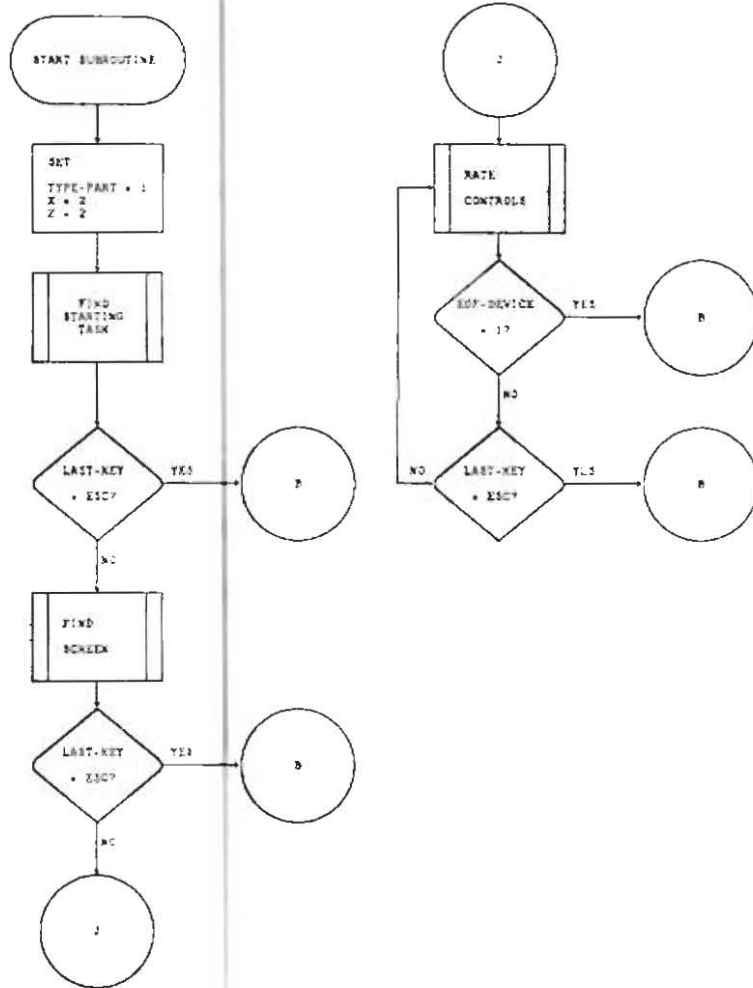 START SUBROUTINE
SET
TYPE-PART = 1
X = 2
Z = 2
FIND
STARTING
TASK
LAST-KEY
= ESC?
YES
B
NO
FIND
SCREEN
LAST-KEY
= ESC?
YES
B
NO
J
J
RATE
CONTROLS
EOF-DEVICE
= 1?
YES
B
NO
LAST-KEY
= ESC?
YES
B
NO